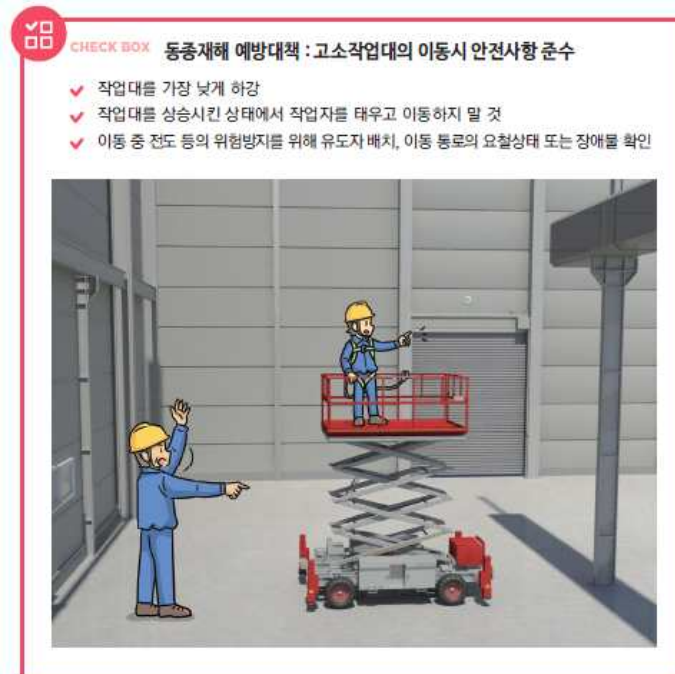 CHECK BOX 동종재해 예방대책 : 고소작업대의 이동시 안전사항 준수
작업대를 가장 낮게 하강
작업대를 상승시킨 상태에서 작업자를 태우고 이동하지 말 것
이동 중 전도 등의 위험방지를 위해 유도자 배치, 이동 통로의 요철상태 또는 장애물 확인